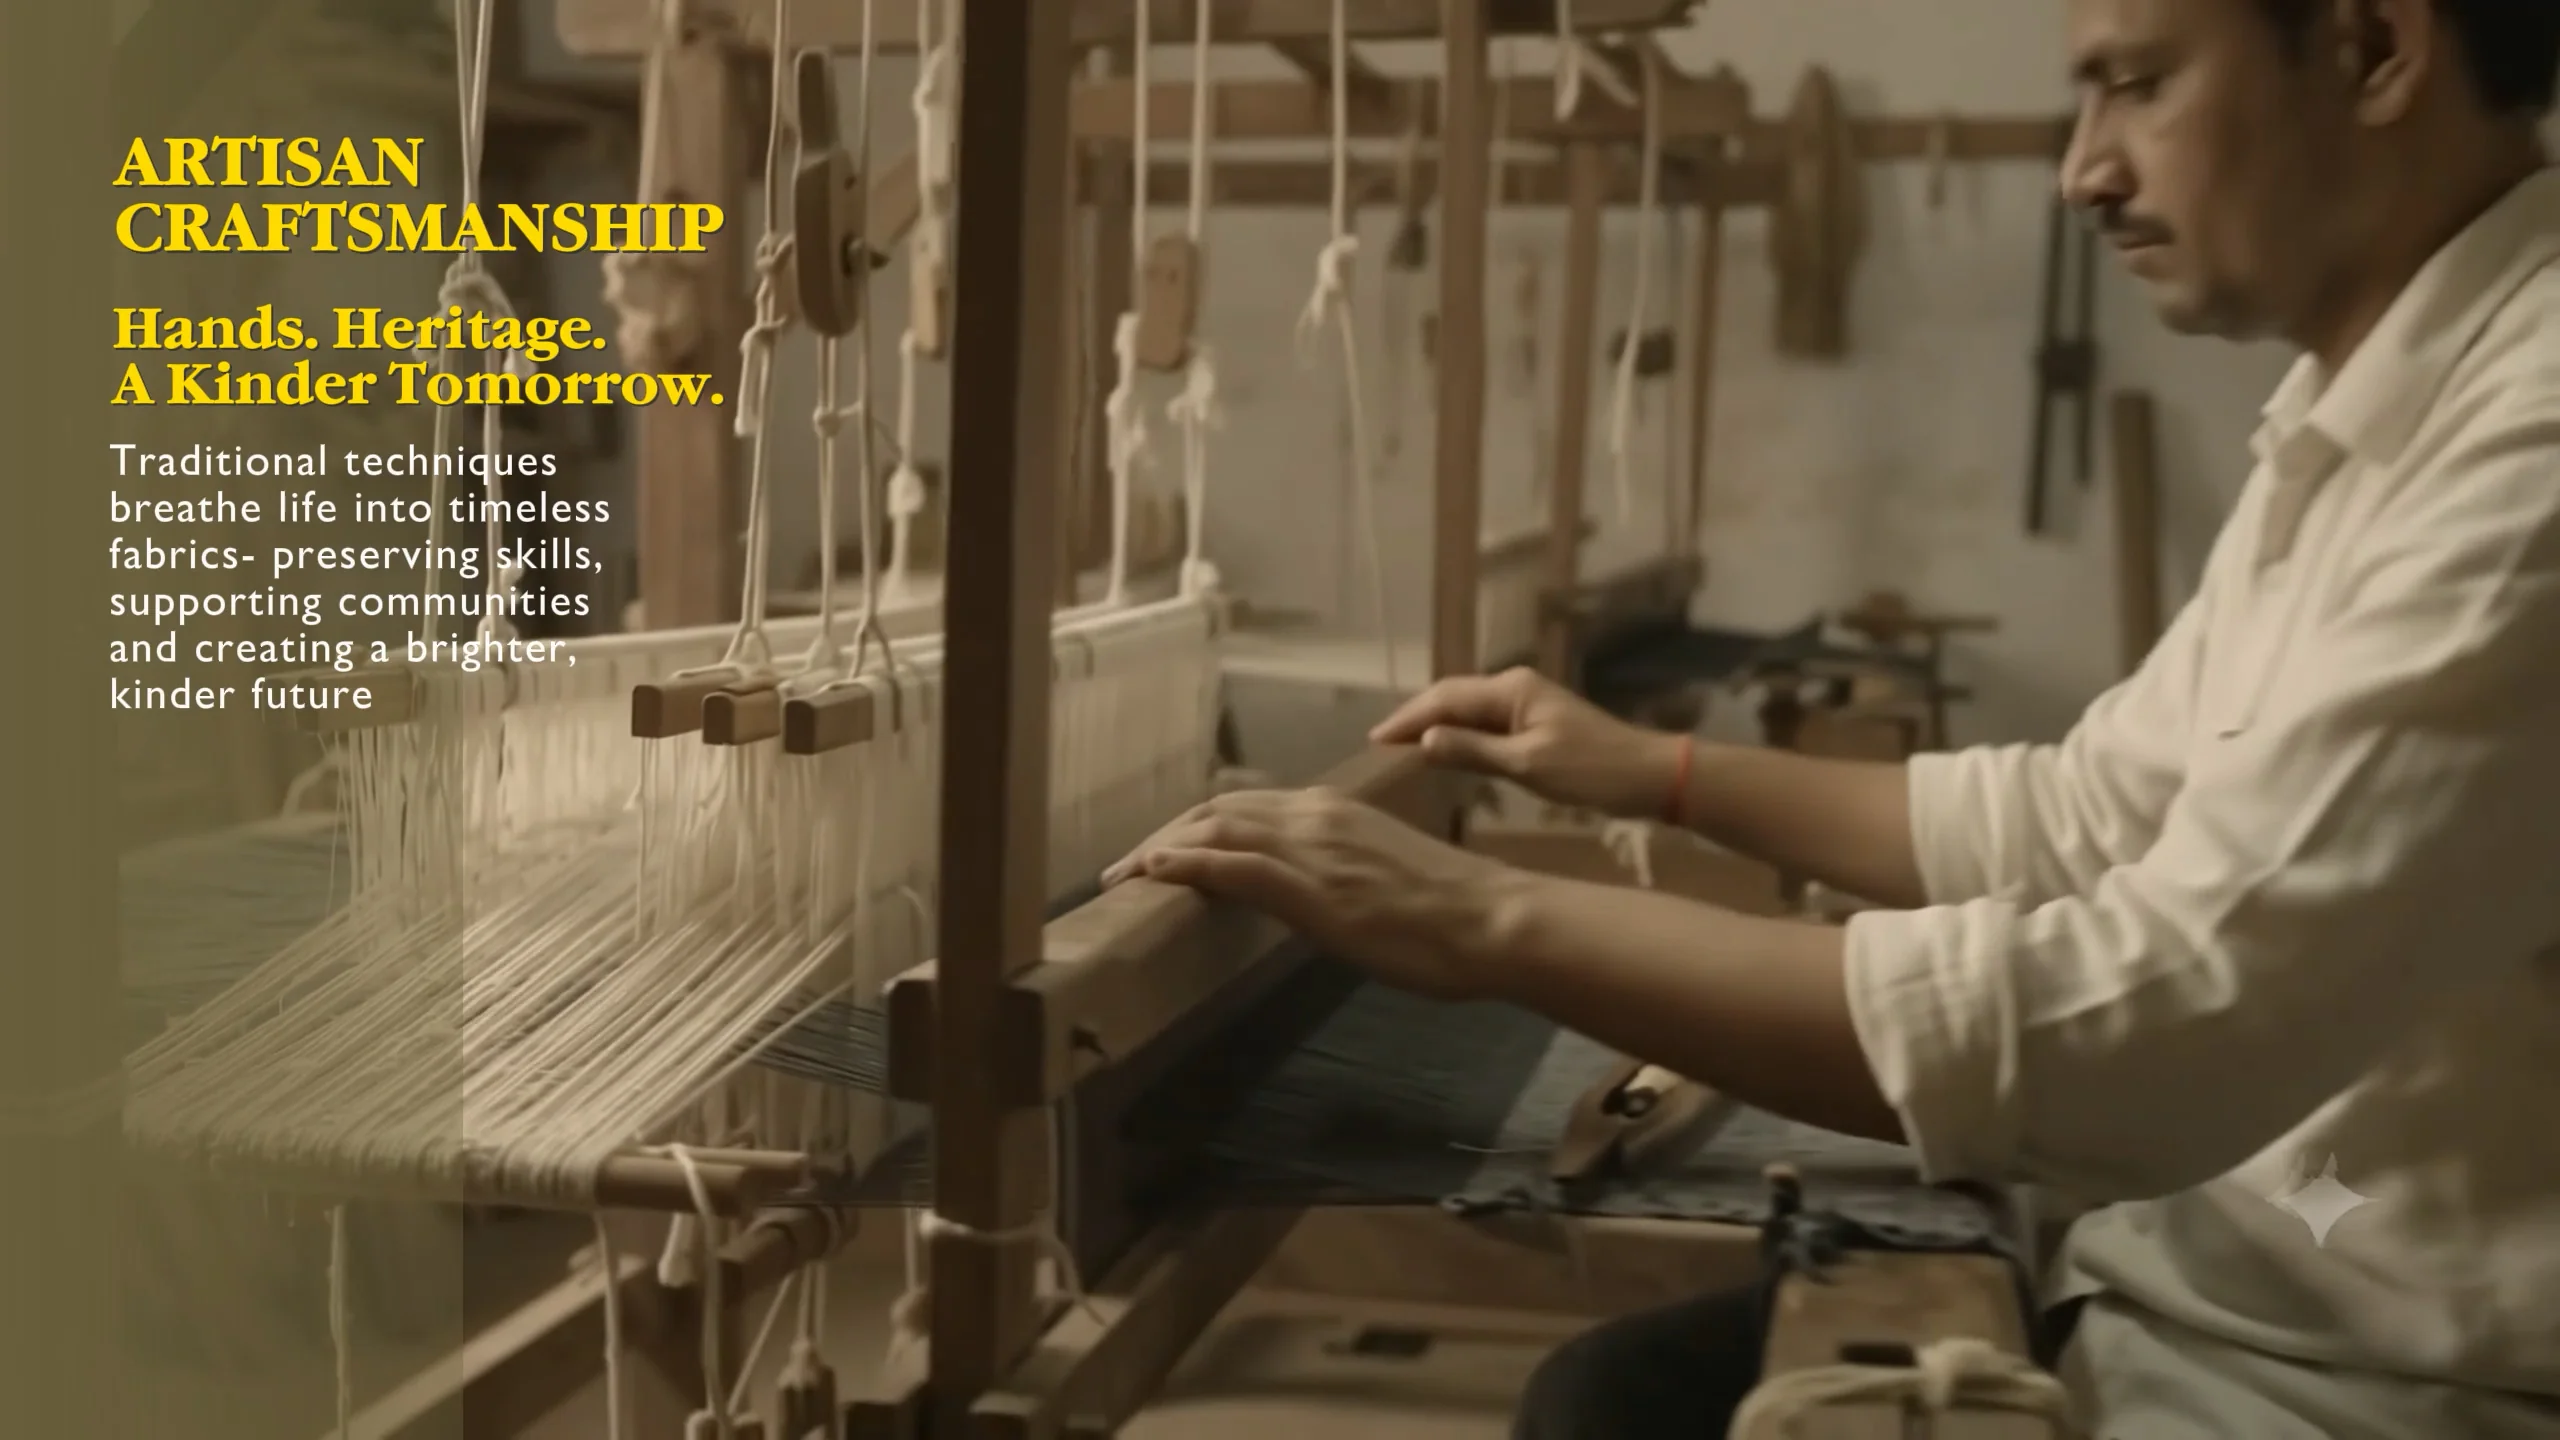 ARTISAN
CRAFTSMANSHIP
Hands. Heritage.
A Kinder Tomorrow.
Traditional techniques
breathe life into timeless
fabrics- preserving skills,
supporting communities
and creating a brighter,
kinder future